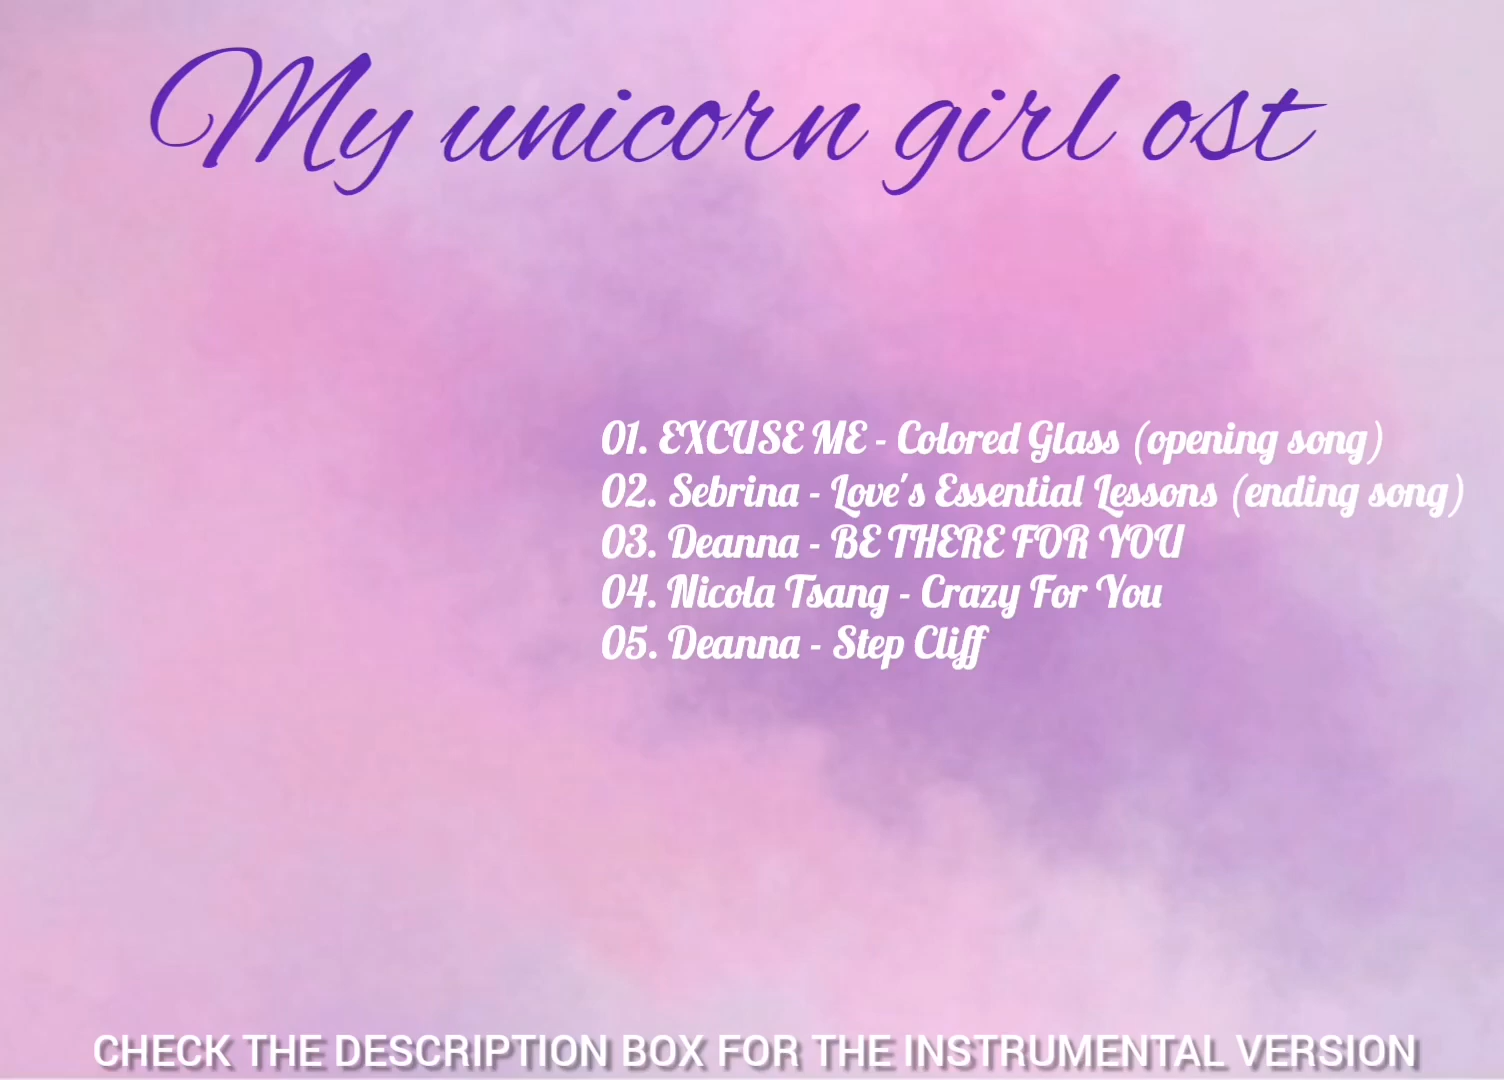 My unicorn girl ost
01. EXCUSE ME - Colored Glass (opening song)
02. Sebrina - Love's Essential Lessons (ending song)
03. Deanna - BE THERE FOR YOU
04. Nicola Tsang - Crazy For You
05. Deanna - Step Cliff
CHECK THE DESCRIPTION BOX FOR THE INSTRUMENTAL VERSION